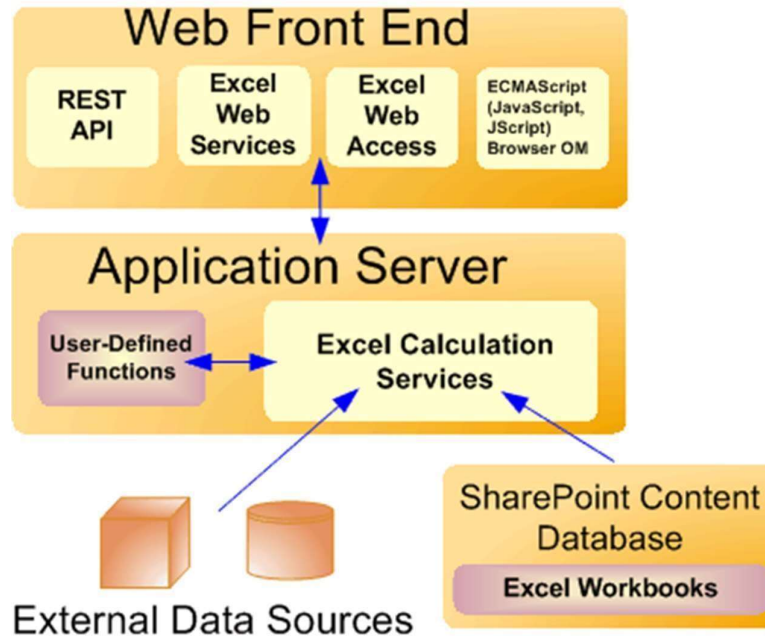 Web Front End
REST
API
Excel
Web
Services
Excel
Web
Access
ECMAScript
(JavaScript,
JScript)
Browser OM
Application Server
User-Defined
Functions
Excel Calculation
Services
External Data Sources
SharePoint Content
Database
Excel Workbooks